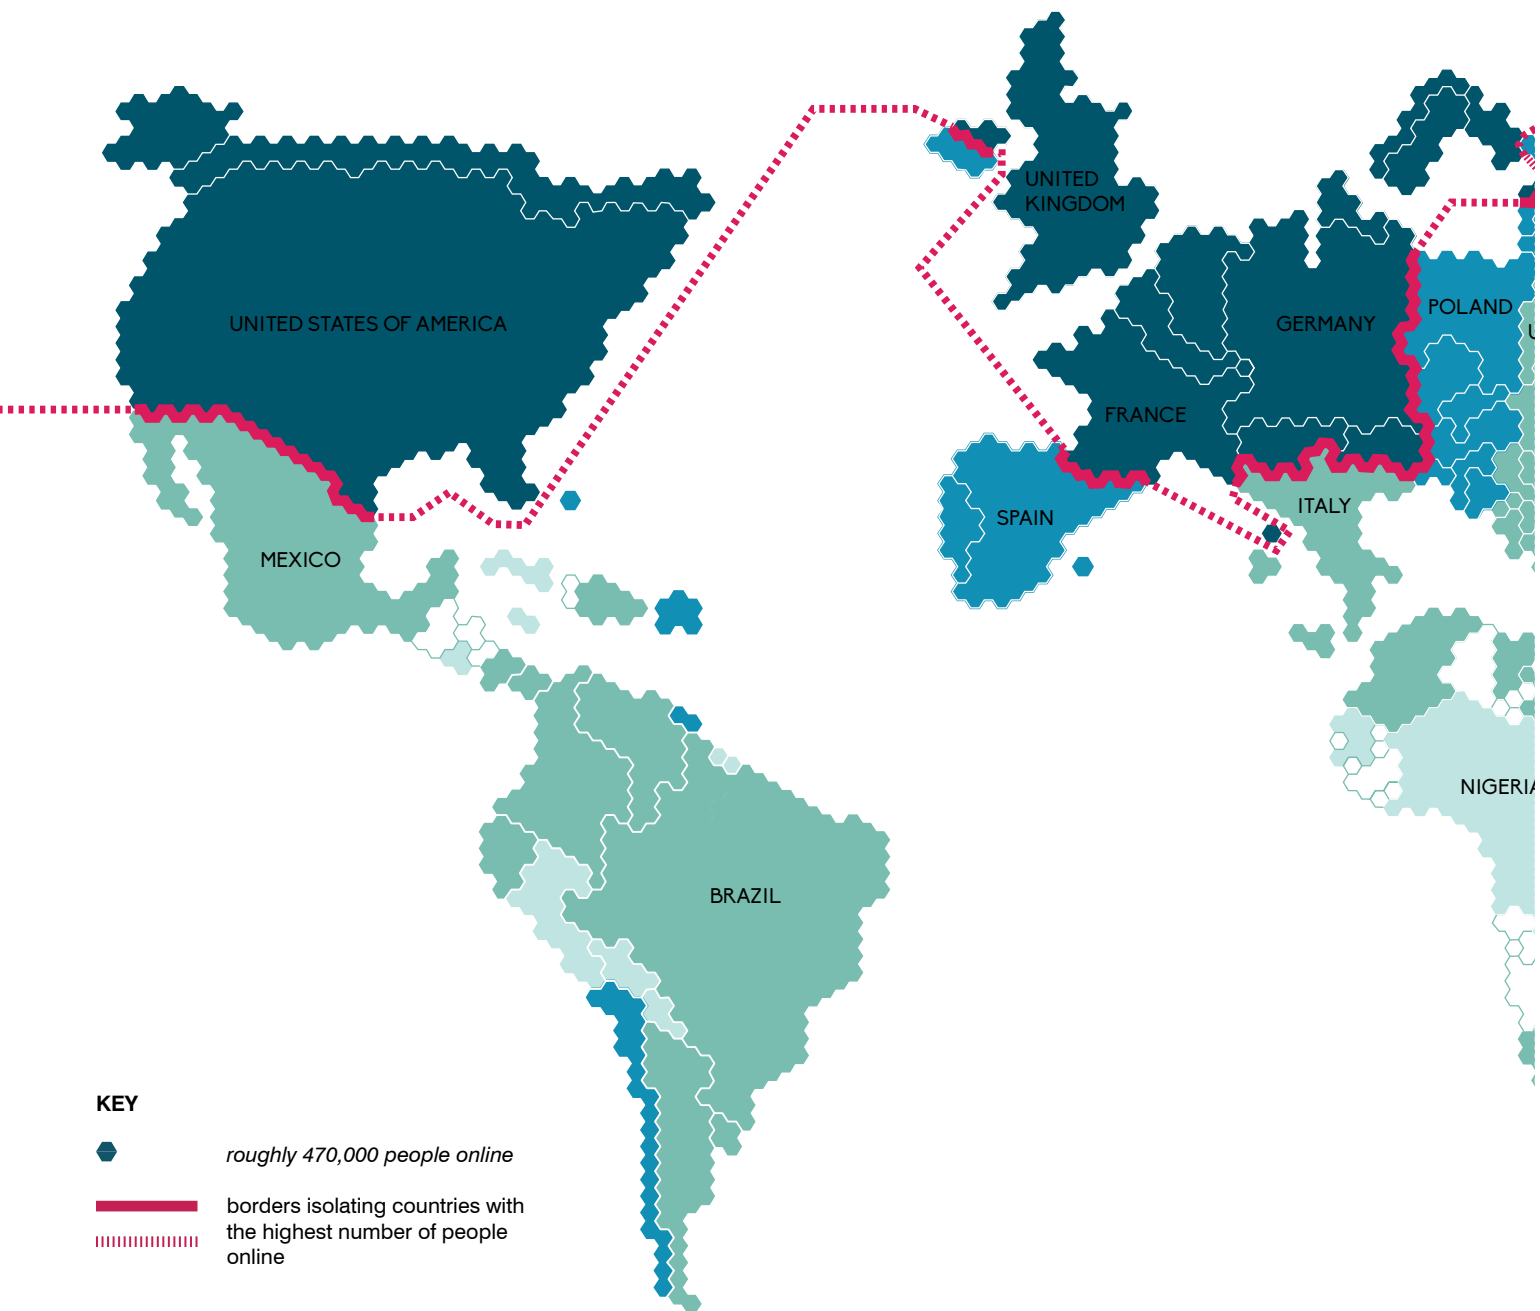 UNITED
KINGDOM
UNITED STATES OF AMERICA
GERMANY
POLAND
FRANCE
SPAIN
ITALY
MEXICO
NIGERIA
BRAZIL
KEY
roughly 470,000 people online
borders isolating countries with
the highest number of people
online